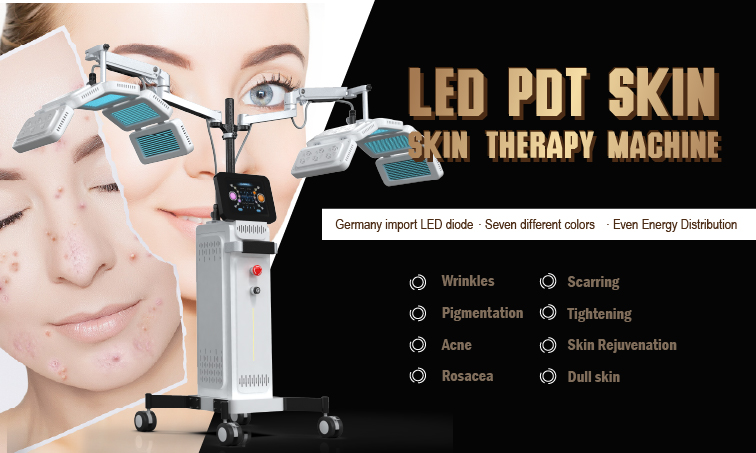 LED PDT SKIN
SKIN THERAPY MACHINE
Germany import LED diode · Seven different colors · Even Energy Distribution
Wrinkles
Scarring
Pigmentation
Tightening
Acne
Skin Rejuvenation
Rosacea
Dull skin